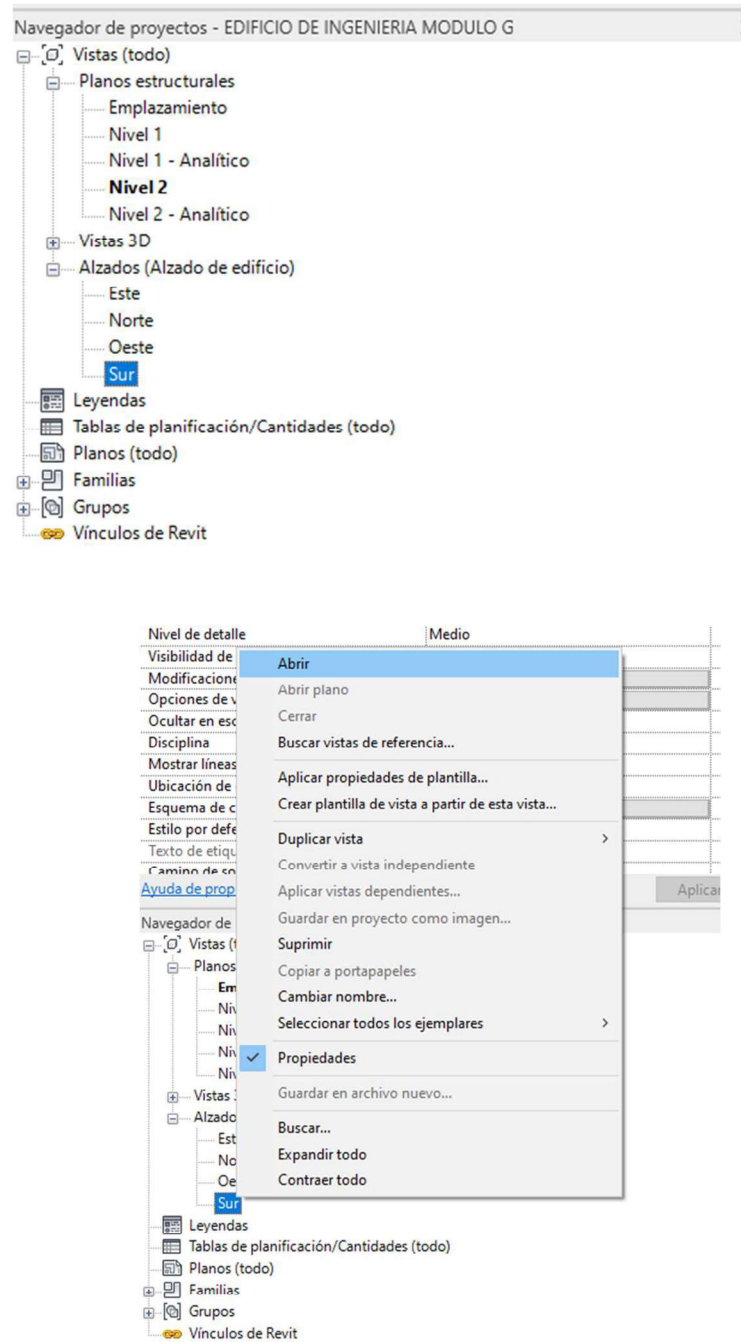 Navegador de proyectos - EDIFICIO DE INGENIERIA MODULO G
Vistas (todo)
Planos estructurales
Emplazamiento
Nivel 1
Nivel 1 - Analítico
Nivel 2
Nivel 2 - Analítico
Vistas 3D
Alzados (Alzado de edificio)
Este
Norte
Oeste
Sur
Leyendas
Tablas de planificación/Cantidades (todo)
Planos (todo)
Familias
Grupos
Vínculos de Revit
Nivel de detalle Medio
Visibilidad de
Modificacione
Opciones de v
Ocultar en esc
Disciplina
Mostrar líneas
Ubicación de
Esquema de c
Estilo por defe
Texto de etiqu
Camino de so
Ayuda de prop Aplicar
Abrir
Abrir plano
Cerrar
Buscar vistas de referencia...
Aplicar propiedades de plantilla...
Crear plantilla de vista a partir de esta vista...
Duplicar vista
Convertir a vista independiente
Aplicar vistas dependientes...
Guardar en proyecto como imagen...
Suprimir
Copiar a portapapeles
Cambiar nombre...
Seleccionar todos los ejemplares
Propiedades
Guardar en archivo nuevo...
Buscar...
Expandir todo
Contraer todo
Navegador de
Vistas (t
Planos
Em
Niv
Niv
Niv
Niv
Vistas
Alzado
Est
No
Oe
Sur
Leyendas
Tablas de planificación/Cantidades (todo)
Planos (todo)
Familias
Grupos
Vínculos de Revit